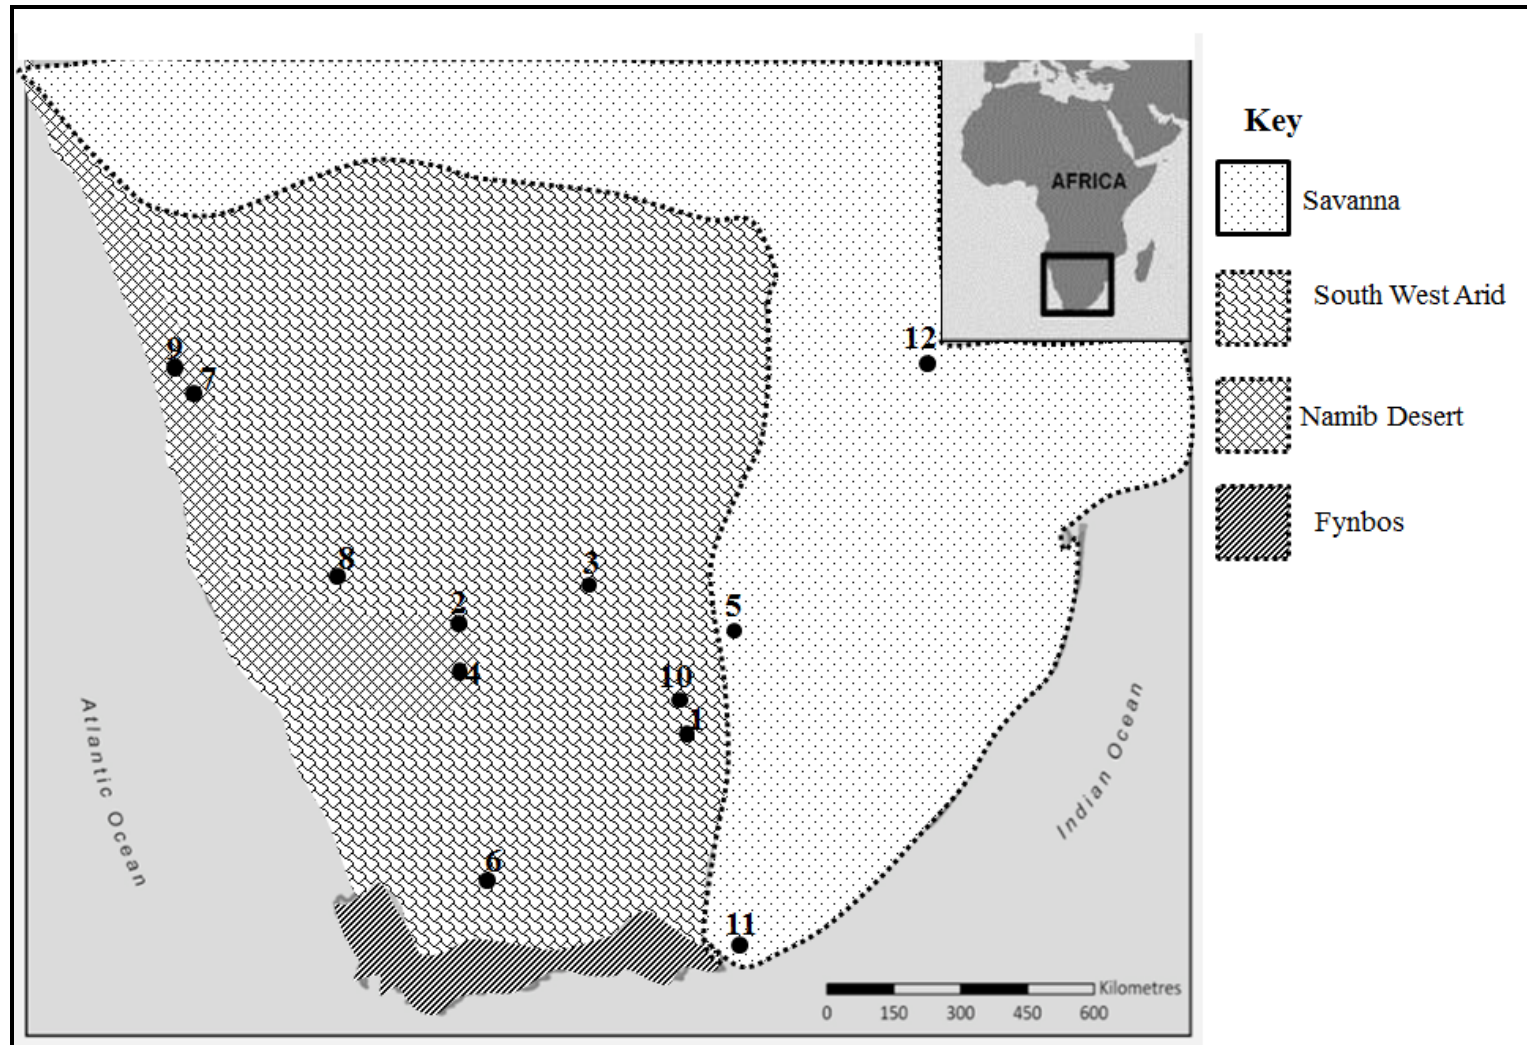 Key
AFRICA
Savanna
South West Arid
12
9
7
Namib Desert
Fynbos
8
3
2
5
4
10
1
Atlantic Ocean
Indian Ocean
6
11
Kilometres
0 150 300 450 600